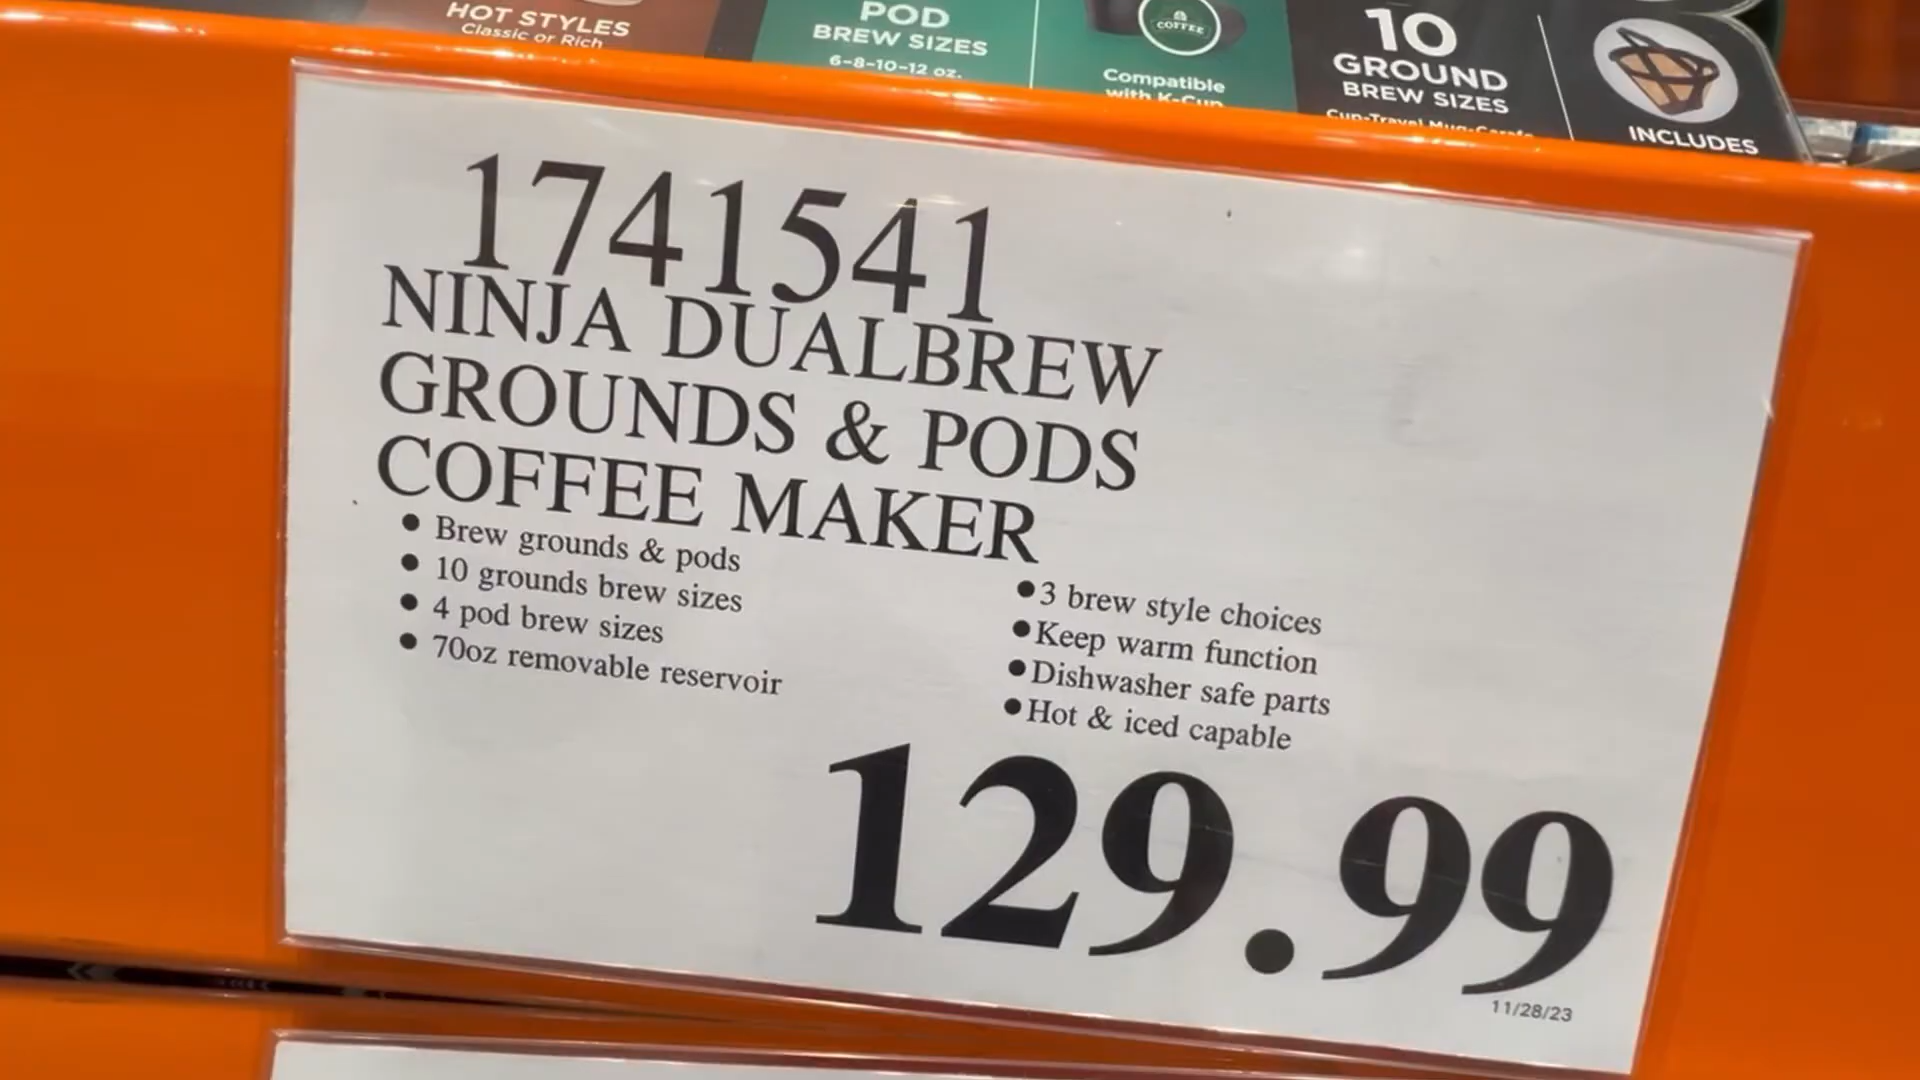 HOT STYLES
Classic or Rich
POD
BREW SIZES
6-8-10-12 oz.
COFFEE
Compatible
with K-Cup
10
GROUND
BREW SIZES
Cup-Travel Mug-Carafe
INCLUDES
1741541
NINJA DUALBREW
GROUNDS & PODS
COFFEE MAKER
● Brew grounds & pods
● 10 grounds brew sizes
● 4 pod brew sizes
● 70oz removable reservoir
●3 brew style choices
●Keep warm function
●Dishwasher safe parts
●Hot & iced capable
129.99
11/28/23